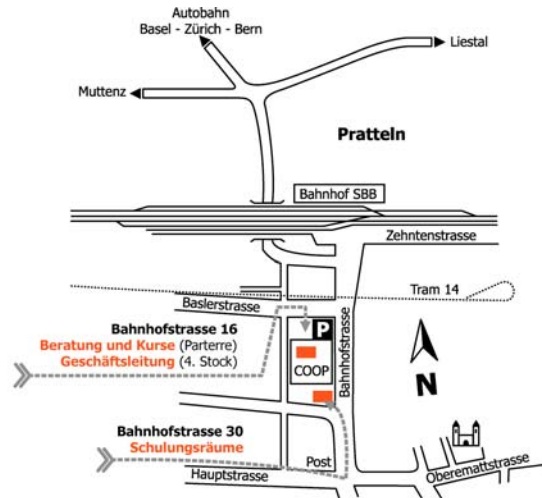 Autobahn
Basel - Zürich - Bern
Liestal
Muttenz
Pratteln
Bahnhof SBB
Zehntenstrasse
Tram 14
Baslerstrasse
Bahnhofstrasse 16
Beratung und Kurse (Parterre)
Geschäftsleitung (4. Stock)
P
COOP
Bahnhofstrasse
N
Bahnhofstrasse 30
Schulungsräume
Post
Hauptstrasse
Oberemattstrasse